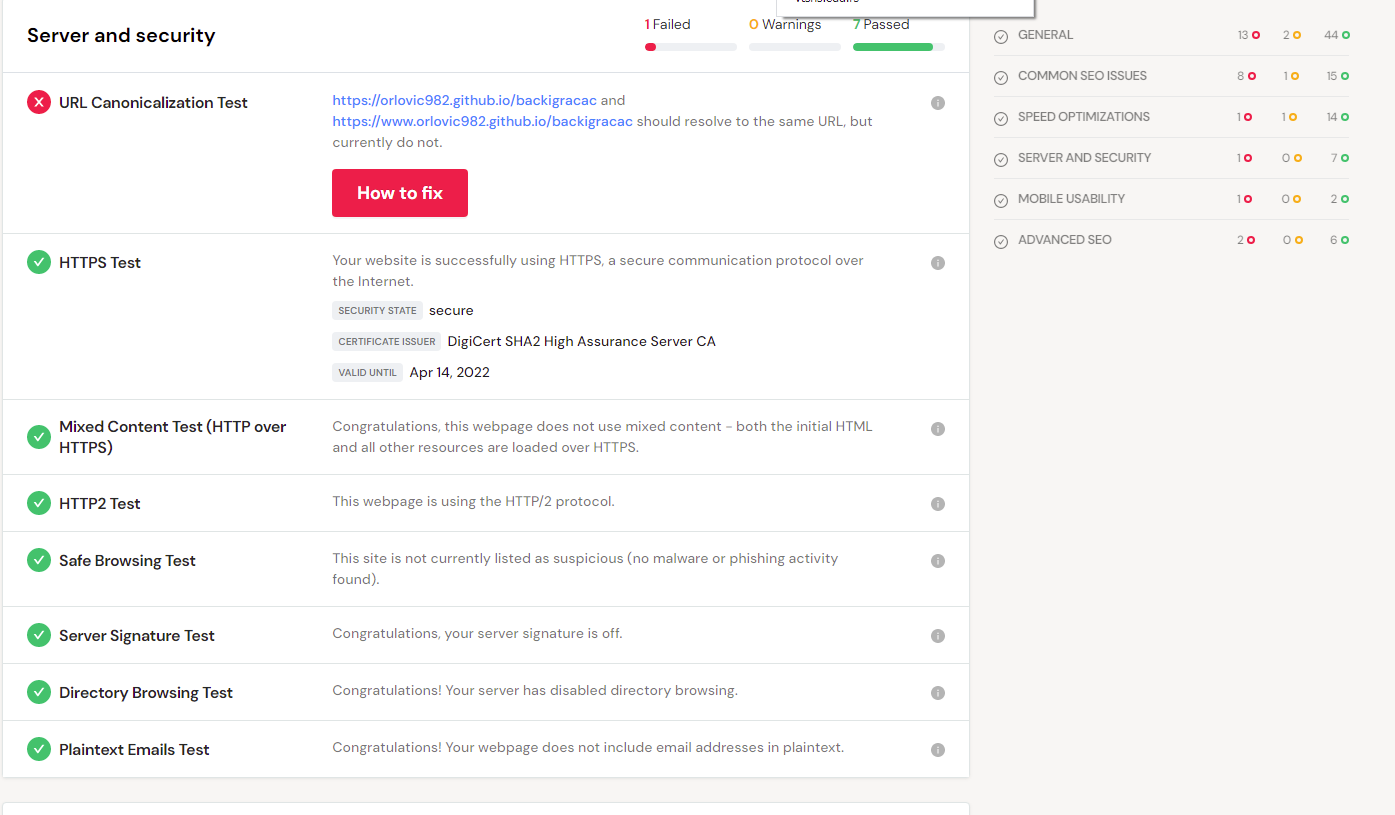 Server and security
1 Failed
0 Warnings
7 Passed
URL Canonicalization Test
https://orlovic982.github.io/backigracac and
https://www.orlovic982.github.io/backigracac should resolve to the same URL, but
currently do not.
How to fix
HTTPS Test
Your website is successfully using HTTPS, a secure communication protocol over
the Internet.
SECURITY STATE secure
CERTIFICATE ISSUER DigiCert SHA2 High Assurance Server CA
VALID UNTIL Apr 14, 2022
Mixed Content Test (HTTP over
HTTPS)
Congratulations, this webpage does not use mixed content - both the initial HTML
and all other resources are loaded over HTTPS.
HTTP2 Test
This webpage is using the HTTP/2 protocol.
Safe Browsing Test
This site is not currently listed as suspicious (no malware or phishing activity
found).
Server Signature Test
Congratulations, your server signature is off.
Directory Browsing Test
Congratulations! Your server has disabled directory browsing.
Plaintext Emails Test
Congratulations! Your webpage does not include email addresses in plaintext.
GENERAL 13 2 44
COMMON SEO ISSUES 8 1 15
SPEED OPTIMIZATIONS 1 1 14
SERVER AND SECURITY 1 0 7
MOBILE USABILITY 1 0 2
ADVANCED SEO 2 0 6